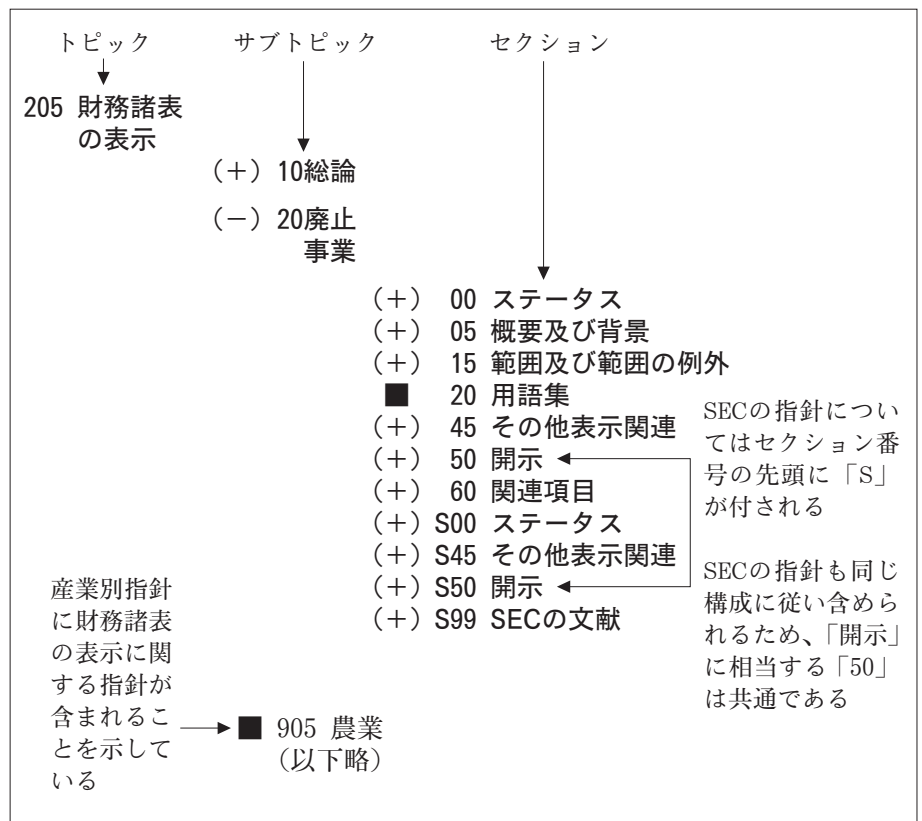 トピック　サブトピック　セクション
205 財務諸表
の表示
（＋）10総論
（－）20廃止
事業
（＋） 00 ステータス
（＋） 05 概要及び背景
（＋） 15 範囲及び範囲の例外
■ 20 用語集
（＋） 45 その他表示関連
（＋） 50 開示
（＋） 60 関連項目
（＋）S00 ステータス
（＋）S45 その他表示関連
（＋）S50 開示
（＋）S99 SECの文献
SECの指針につい
てはセクション番
号の先頭に「S」
が付される
SECの指針も同じ
構成に従い含めら
れるため、「開示」
に相当する「50」
は共通である
産業別指針
に財務諸表
の表示に関
する指針が
含まれるこ
とを示して
いる
■ 905 農業
（以下略）